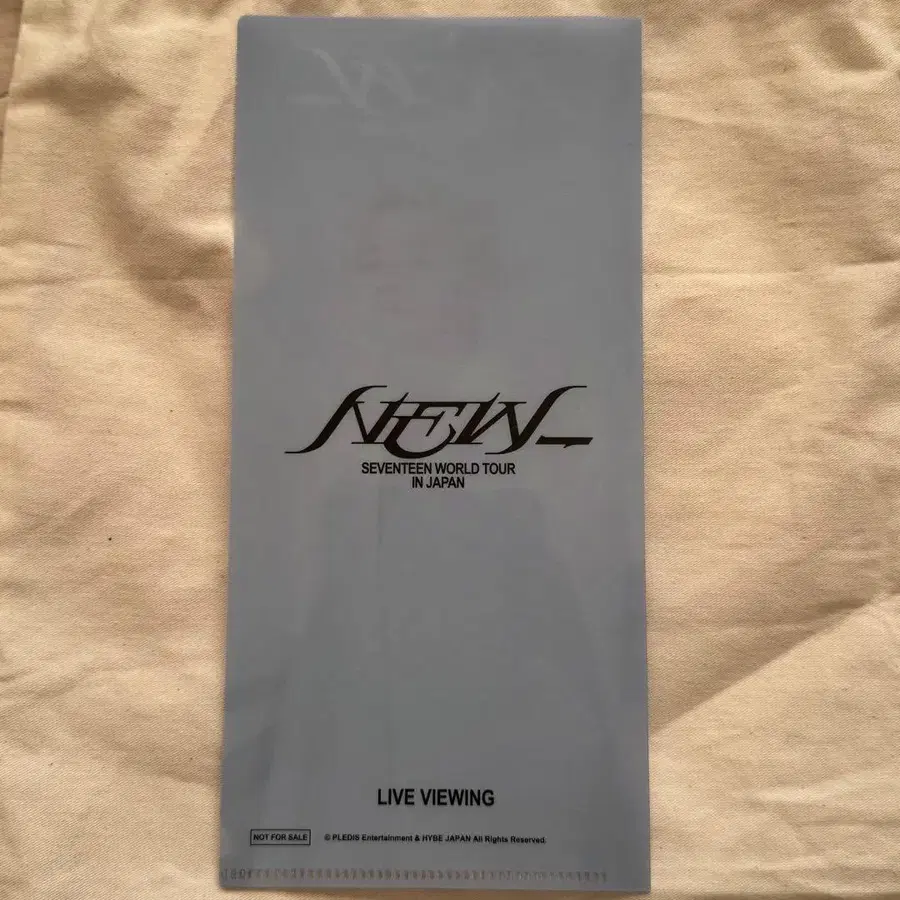 NEW_
SEVENTEEN WORLD TOUR
IN JAPAN
LIVE VIEWING
NOT FOR SALE © PLEDIS Entertainment & HYBE JAPAN All Rights Reserved.